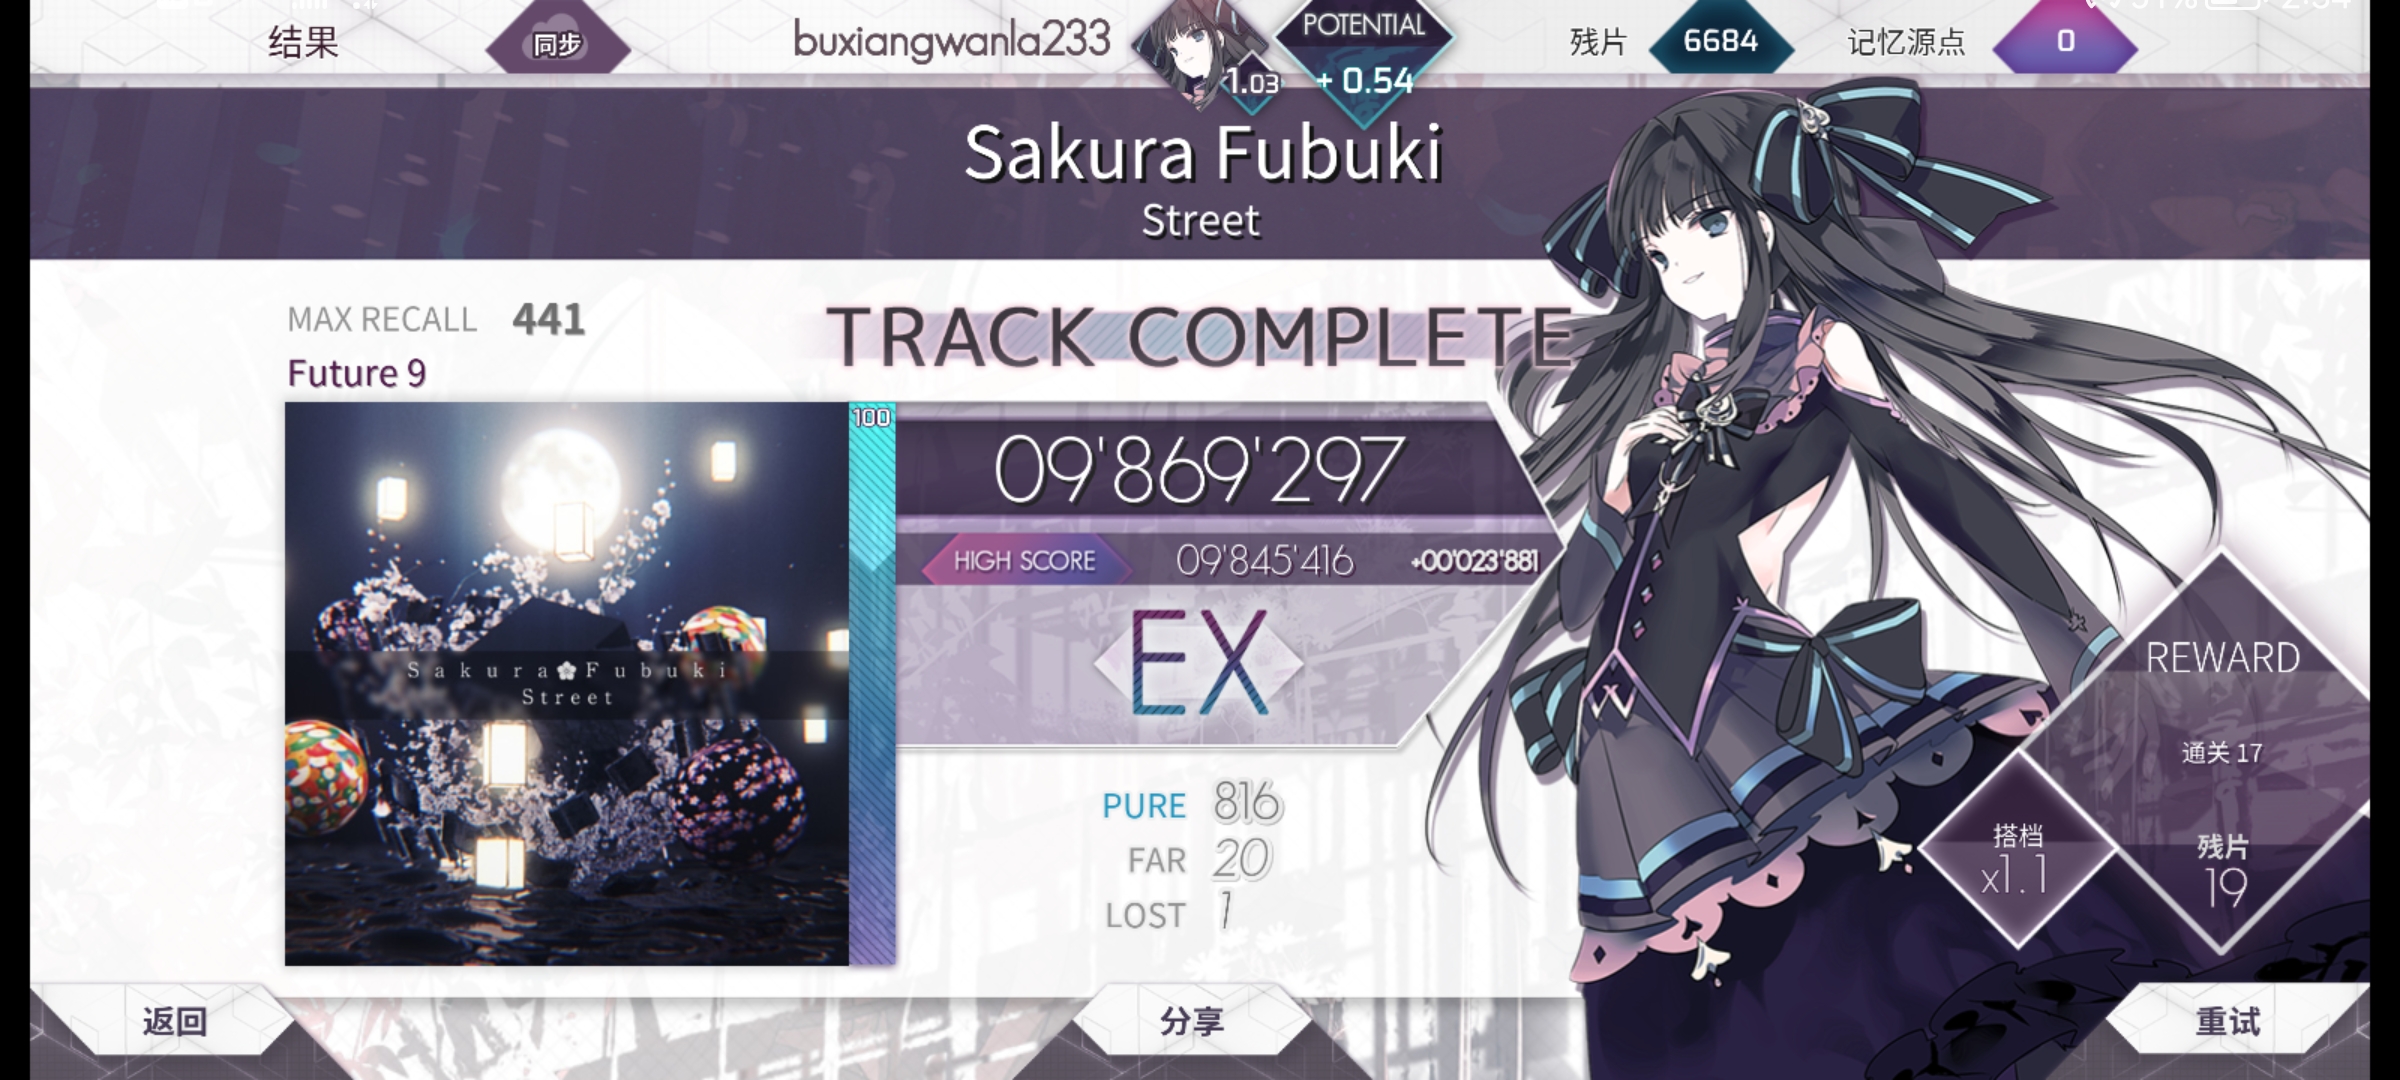 结果
同步
buxiangwanla233
1.03
POTENTIAL
+ 0.54
残片
6684
记忆源点
0
Sakura Fubuki
Street
MAX RECALL 441
Future 9
TRACK COMPLETE
100
09'869'297
HIGH SCORE 09'845'416 +00'023'881
EX
Sakura Fubuki
Street
PURE 816
FAR 20
LOST 1
REWARD
通关 17
搭档
x1.1
残片
19
返回
分享
重试